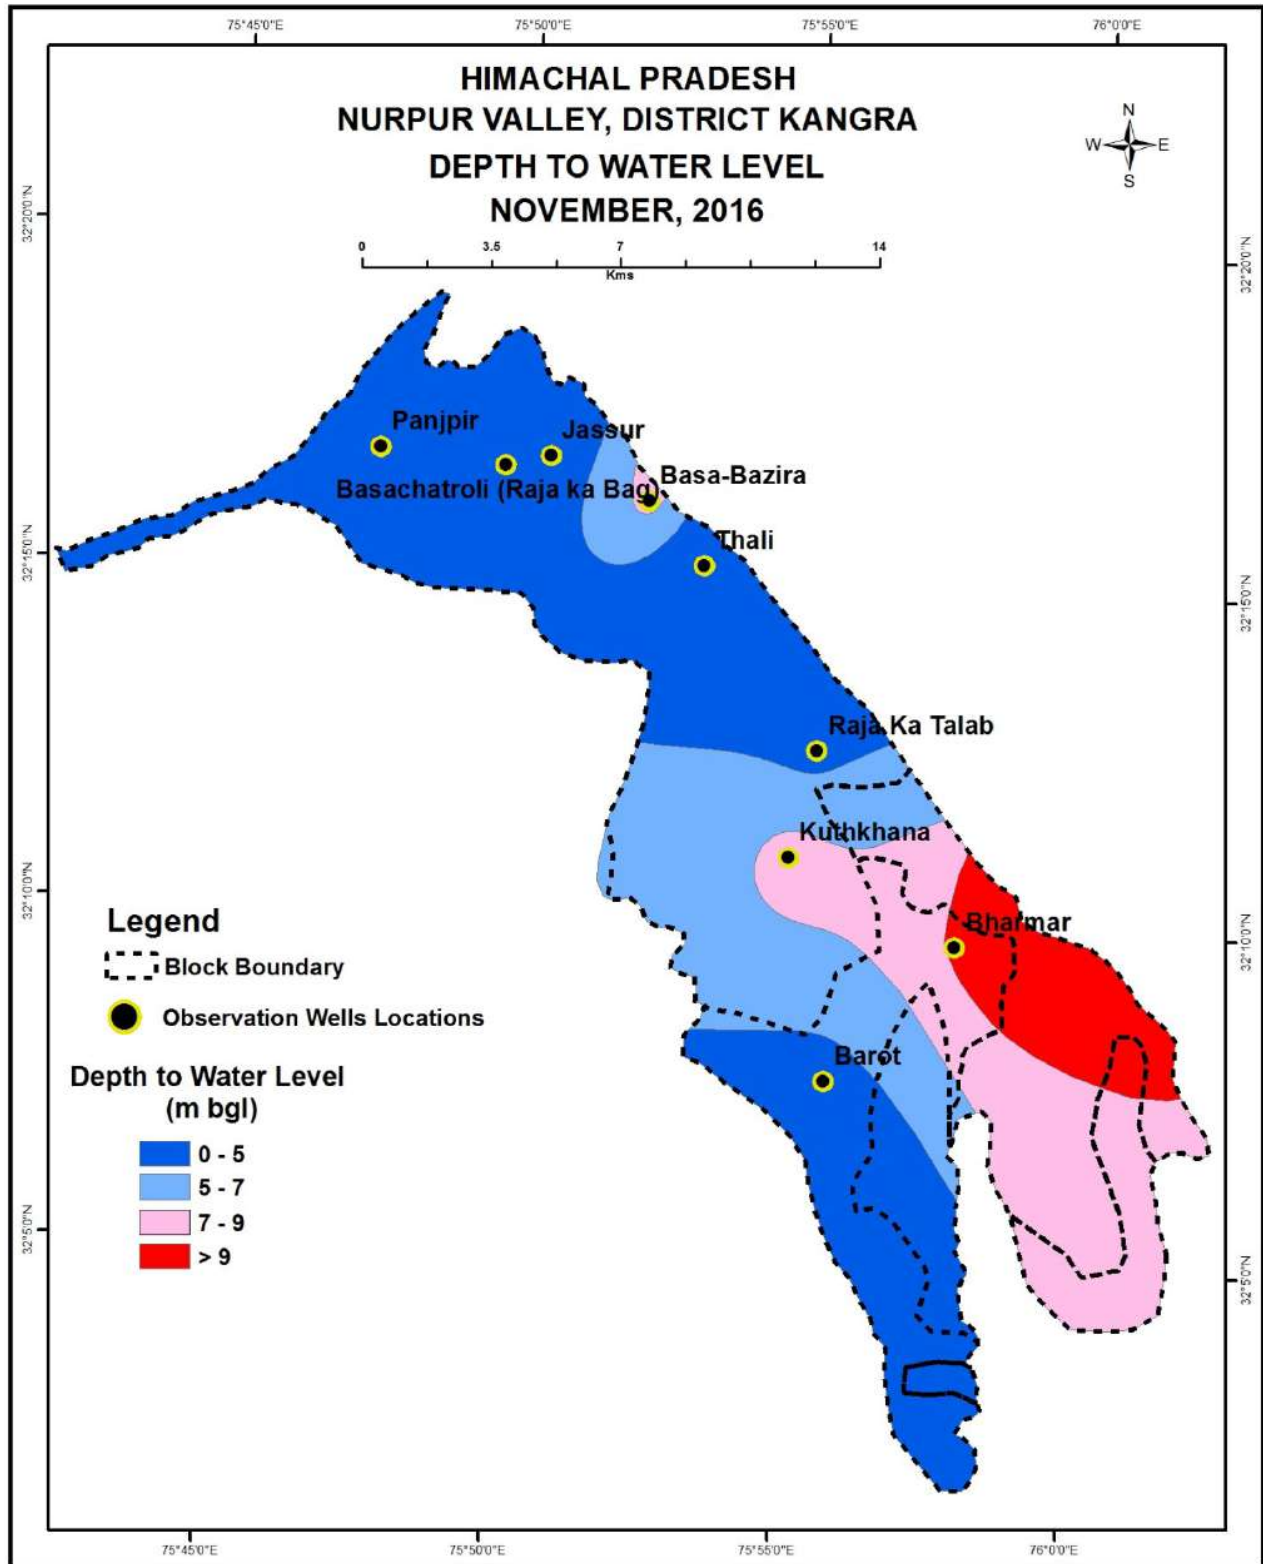 75°45'0"E 75°50'0"E 75°55'0"E 76°0'0"E
HIMACHAL PRADESH
NURPUR VALLEY, DISTRICT KANGRA
DEPTH TO WATER LEVEL
NOVEMBER, 2016
N
W E
S
0 3.5 7 14
Kms
32°20'0"N
32°20'0"N
Panjpir
Jassur
Basa-Bazira
Basachatroli (Raja ka Bag)
Thali
32°15'0"N
32°15'0"N
Raja Ka Talab
Kuthkhana
32°10'0"N
Bharmar
32°10'0"N
Barot
Legend
Block Boundary
Observation Wells Locations
Depth to Water Level
(m bgl)
0 - 5
5 - 7
7 - 9
> 9
32°5'0"N
32°5'0"N
75°45'0"E 75°50'0"E 75°55'0"E 76°0'0"E